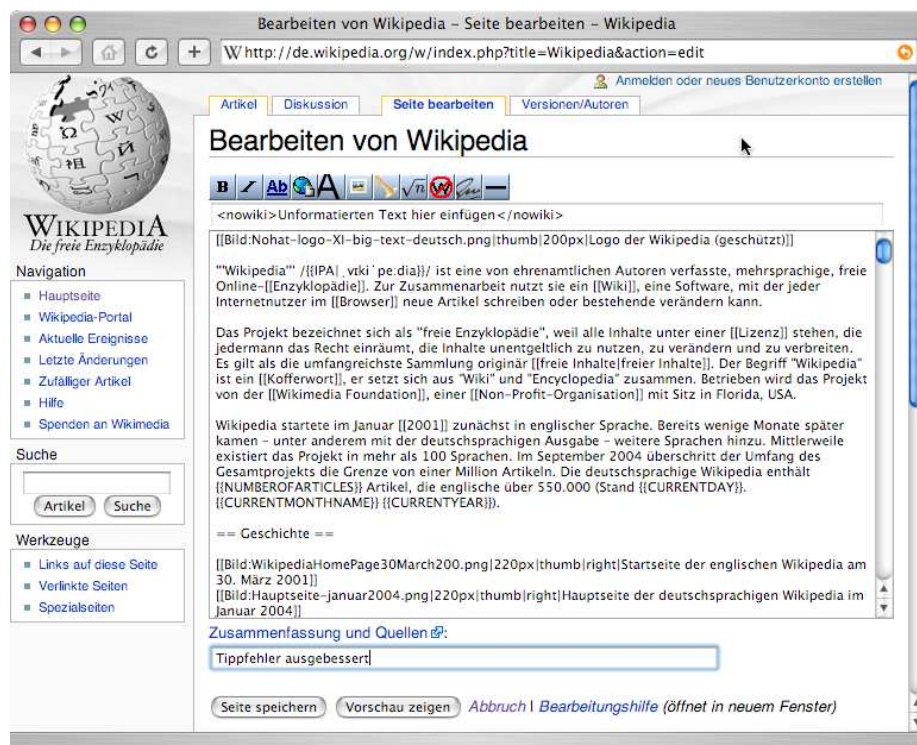 Bearbeiten von Wikipedia – Seite bearbeiten – Wikipedia
W http://de.wikipedia.org/w/index.php?title=Wikipedia&action=edit
Anmelden oder neues Benutzerkonto erstellen
Artikel Diskussion Seite bearbeiten Versionen/Autoren
Bearbeiten von Wikipedia
B I Ab A √n W
<nowiki>Unformatierten Text hier einfügen</nowiki>
WIKIPEDIA
Die freie Enzyklopädie
Navigation
Hauptseite
Wikipedia-Portal
Aktuelle Ereignisse
Letzte Änderungen
Zufälliger Artikel
Hilfe
Spenden an Wikimedia
Suche
Artikel Suche
Werkzeuge
Links auf diese Seite
Verlinkte Seiten
Spezialseiten
[[Bild:Nohat-logo-XI-big-text-deutsch.png|thumb|200px|Logo der Wikipedia (geschützt)]]
'''Wikipedia''' /{{IPA|ˌvɪkiˈpeːdia}}/ ist eine von ehrenamtlichen Autoren verfasste, mehrsprachige, freie
Online-[[Enzyklopädie]]. Zur Zusammenarbeit nutzt sie ein [[Wiki]], eine Software, mit der jeder
Internetnutzer im [[Browser]] neue Artikel schreiben oder bestehende verändern kann.
Das Projekt bezeichnet sich als "freie Enzyklopädie", weil alle Inhalte unter einer [[Lizenz]] stehen, die
jedermann das Recht einräumt, die Inhalte unentgeltlich zu nutzen, zu verändern und zu verbreiten.
Es gilt als die umfangreichste Sammlung originär [[freie Inhalte|freier Inhalte]]. Der Begriff "Wikipedia"
ist ein [[Kofferwort]], er setzt sich aus "Wiki" und "Encyclopedia" zusammen. Betrieben wird das Projekt
von der [[Wikimedia Foundation]], einer [[Non-Profit-Organisation]] mit Sitz in Florida, USA.
Wikipedia startete im Januar [[2001]] zunächst in englischer Sprache. Bereits wenige Monate später
kamen – unter anderem mit der deutschsprachigen Ausgabe – weitere Sprachen hinzu. Mittlerweile
existiert das Projekt in mehr als 100 Sprachen. Im September 2004 überschritt der Umfang des
Gesamtprojekts die Grenze von einer Million Artikeln. Die deutschsprachige Wikipedia enthält
{{NUMBEROFARTICLES}} Artikel, die englische über 550.000 (Stand {{CURRENTDAY}}.
{{CURRENTMONTHNAME}} {{CURRENTYEAR}}).
== Geschichte ==
[[Bild:WikipediaHomePage30March200.png|220px|thumb|right|Startseite der englischen Wikipedia am
30. März 2001]]
[[Bild:Hauptseite-januar2004.png|220px|thumb|right|Hauptseite der deutschsprachigen Wikipedia im
Januar 2004]]
Zusammenfassung und Quellen:
Tippfehler ausgebessert
Seite speichern Vorschau zeigen Abbruch | Bearbeitungshilfe (öffnet in neuem Fenster)